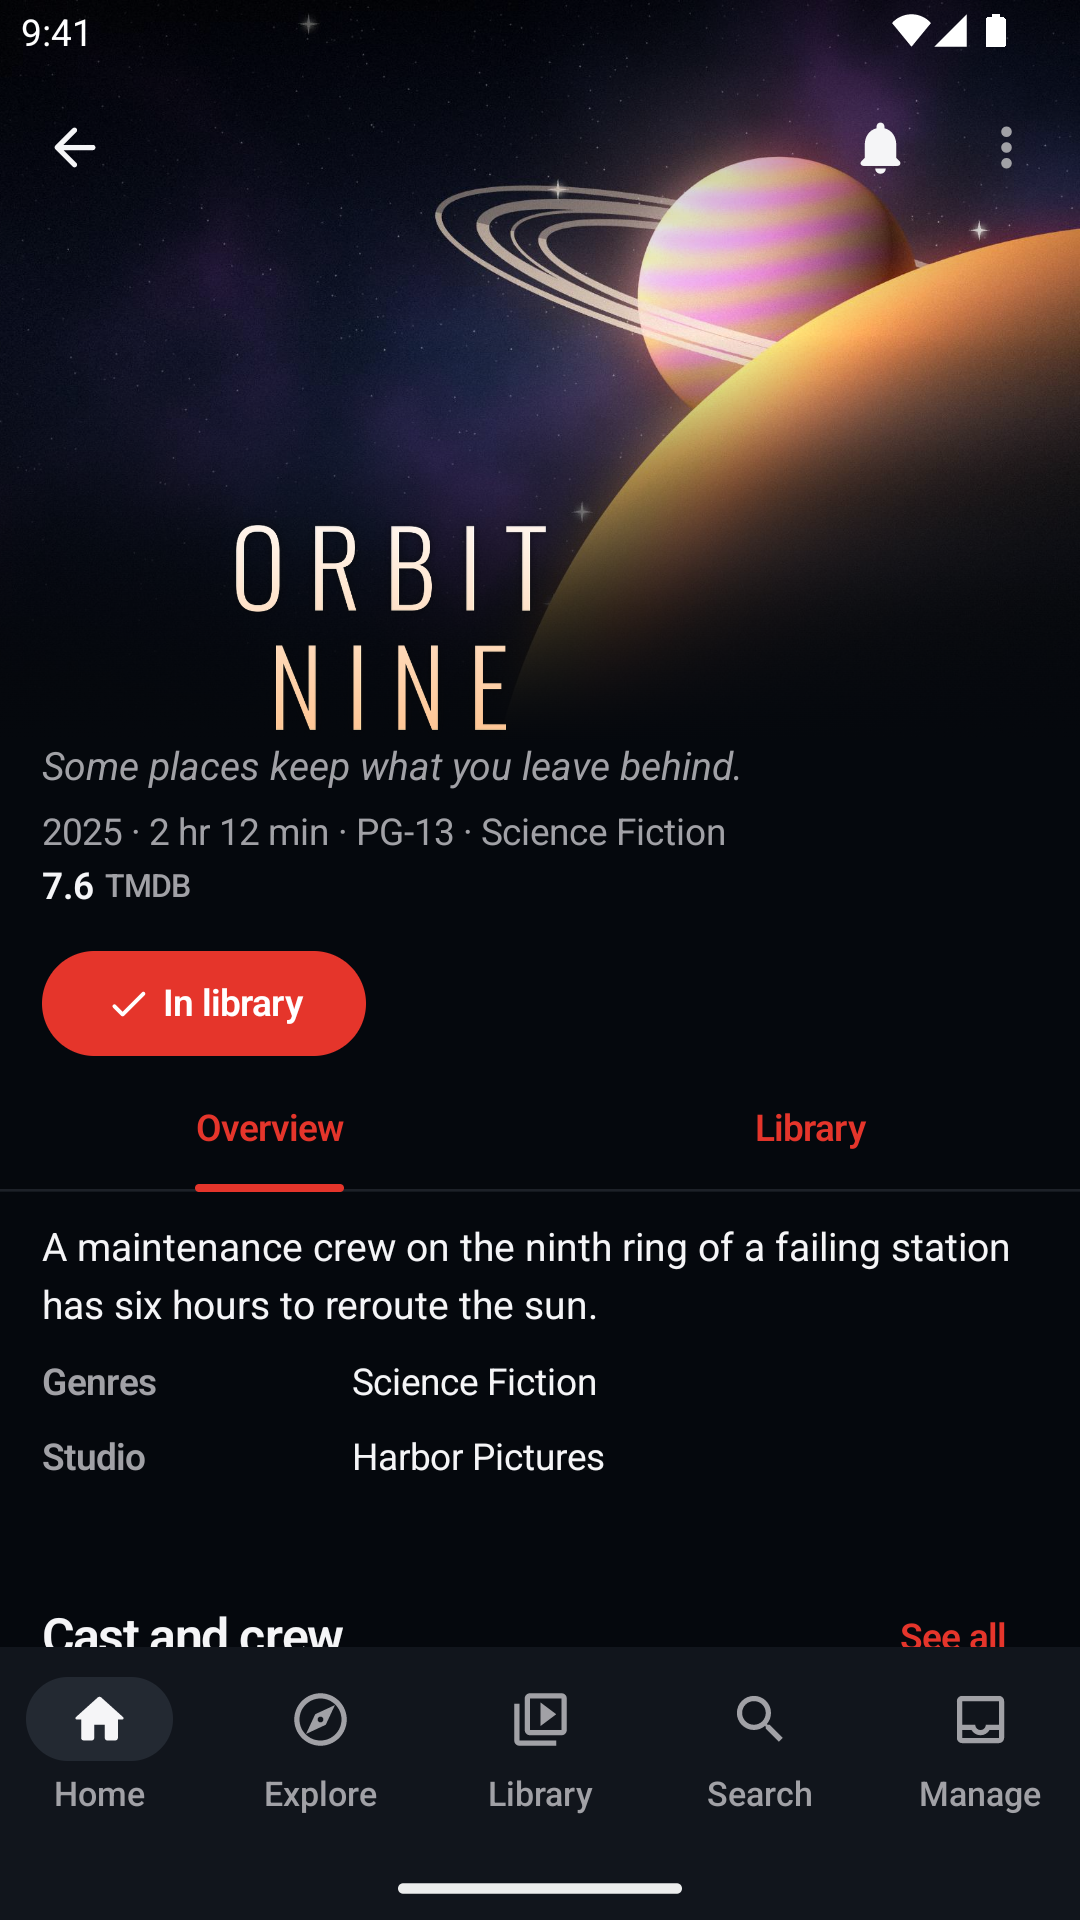 9:41
ORBIT
NINE
Some places keep what you leave behind.
2025 · 2 hr 12 min · PG-13 · Science Fiction
7.6 TMDB
In library
Overview Library
A maintenance crew on the ninth ring of a failing station
has six hours to reroute the sun.
Genres Science Fiction
Studio Harbor Pictures
Cast and crew See all
Home Explore Library Search Manage